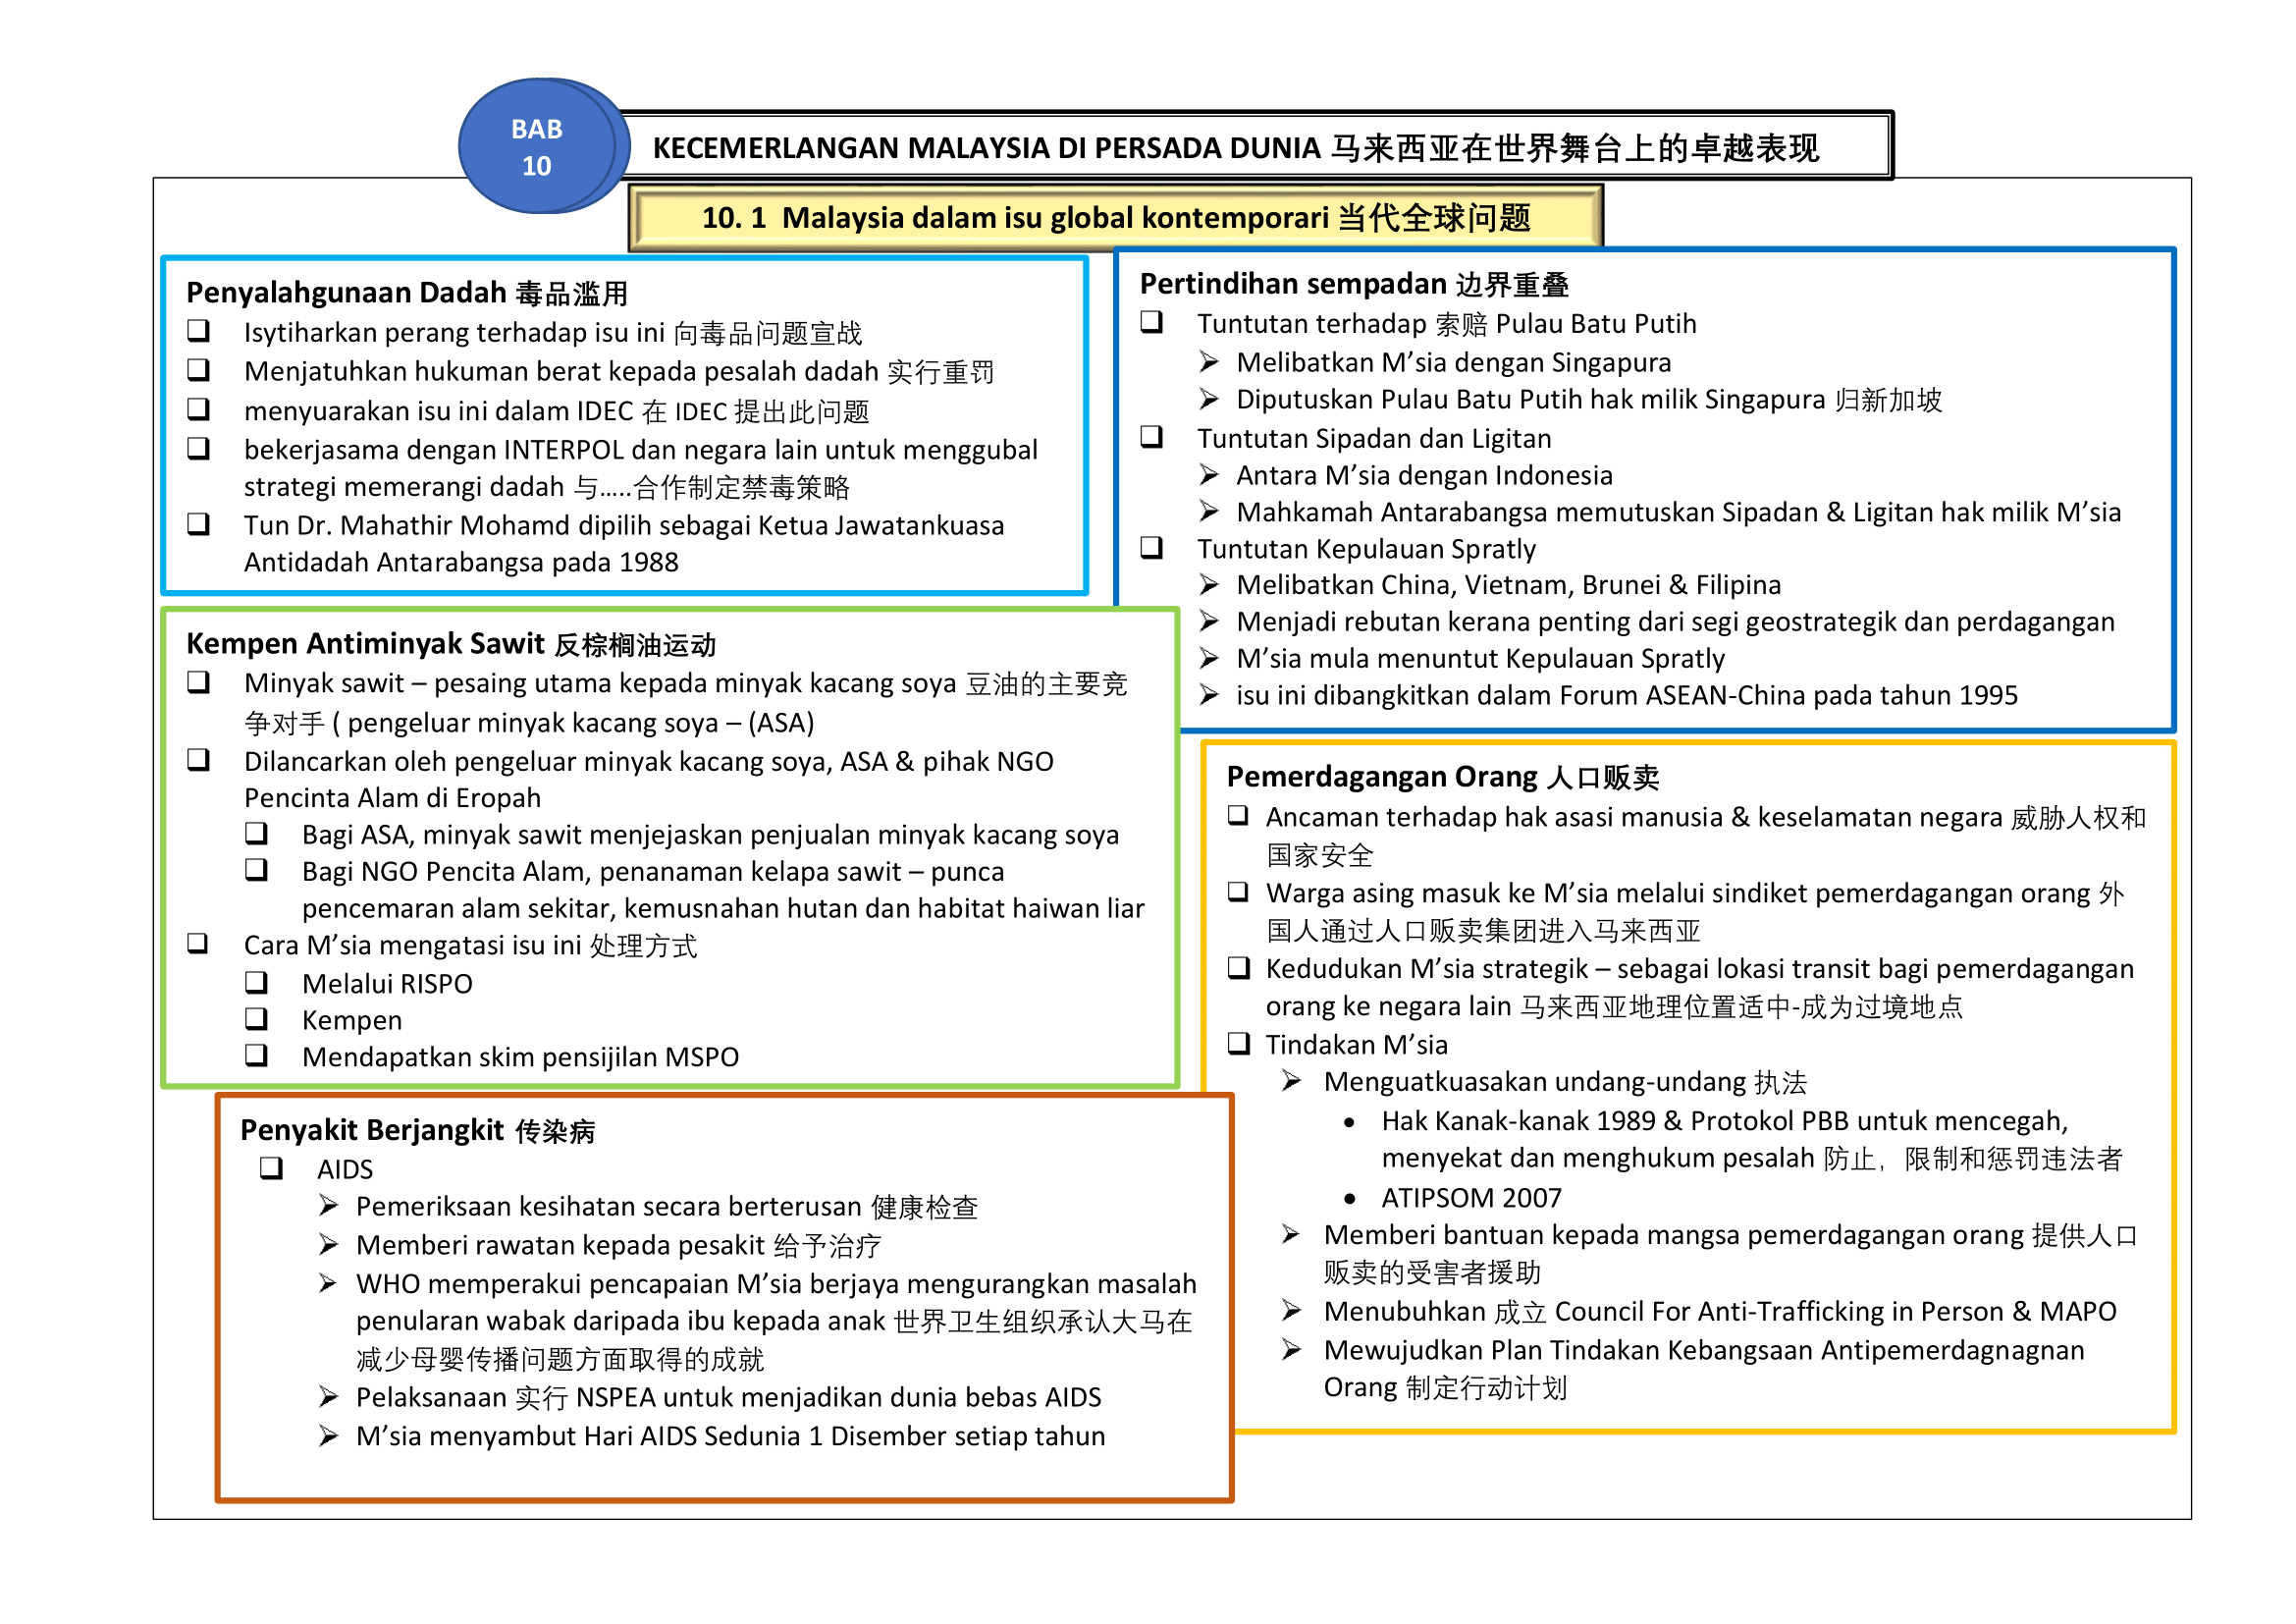 BAB
10
KECEMERLANGAN MALAYSIA DI PERSADA DUNIA 马来西亚在世界舞台上的卓越表现
10. 1 Malaysia dalam isu global kontemporari 当代全球问题
Penyalahgunaan Dadah 毒品滥用
❑ Isytiharkan perang terhadap isu ini 向毒品问题宣战
❑ Menjatuhkan hukuman berat kepada pesalah dadah 实行重罚
❑ menyuarakan isu ini dalam IDEC 在 IDEC 提出此问题
❑ bekerjasama dengan INTERPOL dan negara lain untuk menggubal
strategi memerangi dadah 与.....合作制定禁毒策略
❑ Tun Dr. Mahathir Mohamd dipilih sebagai Ketua Jawatankuasa
Antidadah Antarabangsa pada 1988
Kempen Antiminyak Sawit 反棕榈油运动
❑ Minyak sawit – pesaing utama kepada minyak kacang soya 豆油的主要竞
争对手 ( pengeluar minyak kacang soya – (ASA)
❑ Dilancarkan oleh pengeluar minyak kacang soya, ASA & pihak NGO
Pencinta Alam di Eropah
❑ Bagi ASA, minyak sawit menjejaskan penjualan minyak kacang soya
❑ Bagi NGO Pencita Alam, penanaman kelapa sawit – punca
pencemaran alam sekitar, kemusnahan hutan dan habitat haiwan liar
❑ Cara M’sia mengatasi isu ini 处理方式
❑ Melalui RISPO
❑ Kempen
❑ Mendapatkan skim pensijilan MSPO
Penyakit Berjangkit 传染病
❑ AIDS
➢ Pemeriksaan kesihatan secara berterusan 健康检查
➢ Memberi rawatan kepada pesakit 给予治疗
➢ WHO memperakui pencapaian M’sia berjaya mengurangkan masalah
penularan wabak daripada ibu kepada anak 世界卫生组织承认大马在
减少母婴传播问题方面取得的成就
➢ Pelaksanaan 实行 NSPEA untuk menjadikan dunia bebas AIDS
➢ M’sia menyambut Hari AIDS Sedunia 1 Disember setiap tahun
Pertindihan sempadan 边界重叠
❑ Tuntutan terhadap 索赔 Pulau Batu Putih
➢ Melibatkan M’sia dengan Singapura
➢ Diputuskan Pulau Batu Putih hak milik Singapura 归新加坡
❑ Tuntutan Sipadan dan Ligitan
➢ Antara M’sia dengan Indonesia
➢ Mahkamah Antarabangsa memutuskan Sipadan & Ligitan hak milik M’sia
❑ Tuntutan Kepulauan Spratly
➢ Melibatkan China, Vietnam, Brunei & Filipina
➢ Menjadi rebutan kerana penting dari segi geostrategik dan perdagangan
➢ M’sia mula menuntut Kepulauan Spratly
➢ isu ini dibangkitkan dalam Forum ASEAN-China pada tahun 1995
Pemerdagangan Orang 人口贩卖
❑ Ancaman terhadap hak asasi manusia & keselamatan negara 威胁人权和
国家安全
❑ Warga asing masuk ke M’sia melalui sindiket pemerdagangan orang 外
国人通过人口贩卖集团进入马来西亚
❑ Kedudukan M’sia strategik – sebagai lokasi transit bagi pemerdagangan
orang ke negara lain 马来西亚地理位置适中-成为过境地点
❑ Tindakan M’sia
➢ Menguatkuasakan undang-undang 执法
• Hak Kanak-kanak 1989 & Protokol PBB untuk mencegah,
menyekat dan menghukum pesalah 防止，限制和惩罚违法者
• ATIPSOM 2007
➢ Memberi bantuan kepada mangsa pemerdagangan orang 提供人口
贩卖的受害者援助
➢ Menubuhkan 成立 Council For Anti-Trafficking in Person & MAPO
➢ Mewujudkan Plan Tindakan Kebangsaan Antipemerdagnagnan
Orang 制定行动计划